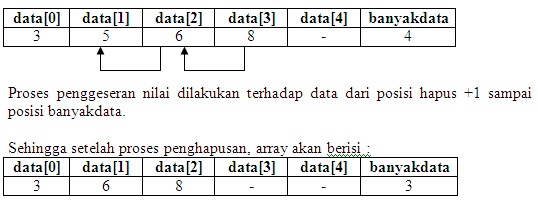 data[0] data[1] data[2] data[3] data[4] banyakdata
3 5 6 8 - 4
Proses penggeseran nilai dilakukan terhadap data dari posisi hapus +1 sampai
posisi banyakdata.
Sehingga setelah proses penghapusan, array akan berisi :
data[0] data[1] data[2] data[3] data[4] banyakdata
3 6 8 - - 3